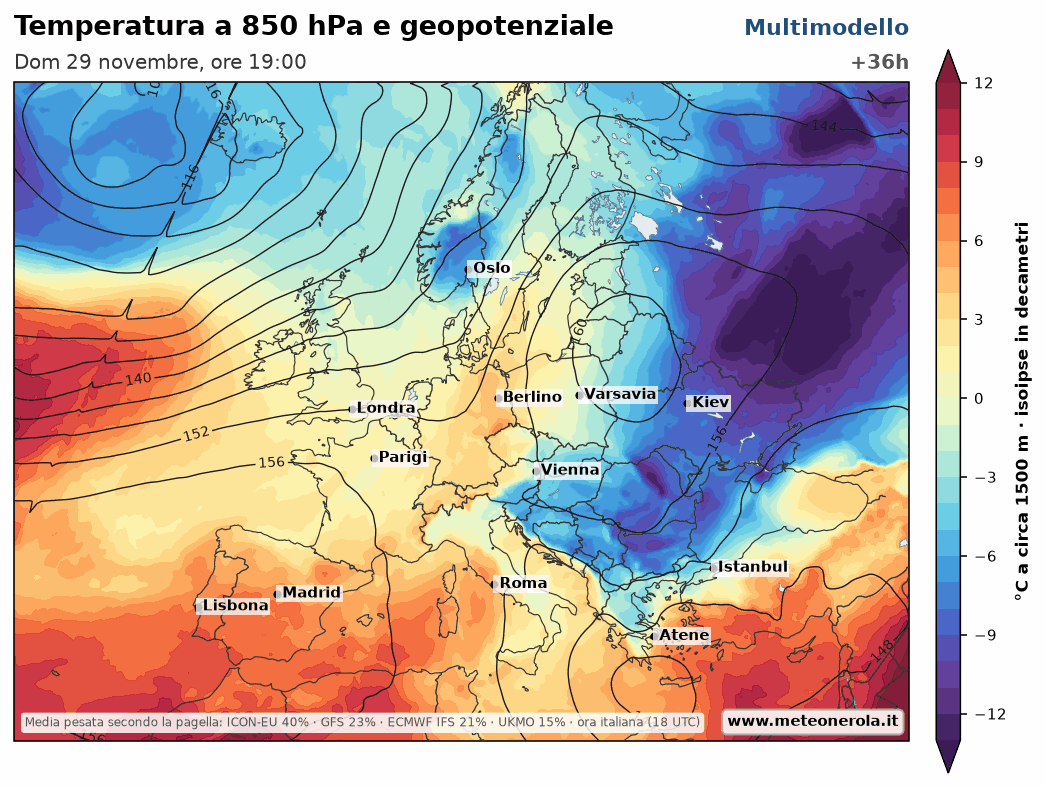 Temperatura a 850 hPa e geopotenziale
Multimodello
Dom 29 novembre, ore 19:00
+36h
116
144
Oslo
60
140
Berlino
Varsavia
Kiev
Londra
152
156
156
Parigi
Vienna
Istanbul
Roma
Madrid
Lisbona
Atene
148
Media pesata secondo la pagella: ICON-EU 40% · GFS 23% · ECMWF IFS 21% · UKMO 15% · ora italiana (18 UTC)
www.meteonerola.it
156
12
9
6
3
0
−3
−6
−9
−12
°C a circa 1500 m · isoipse in decametri